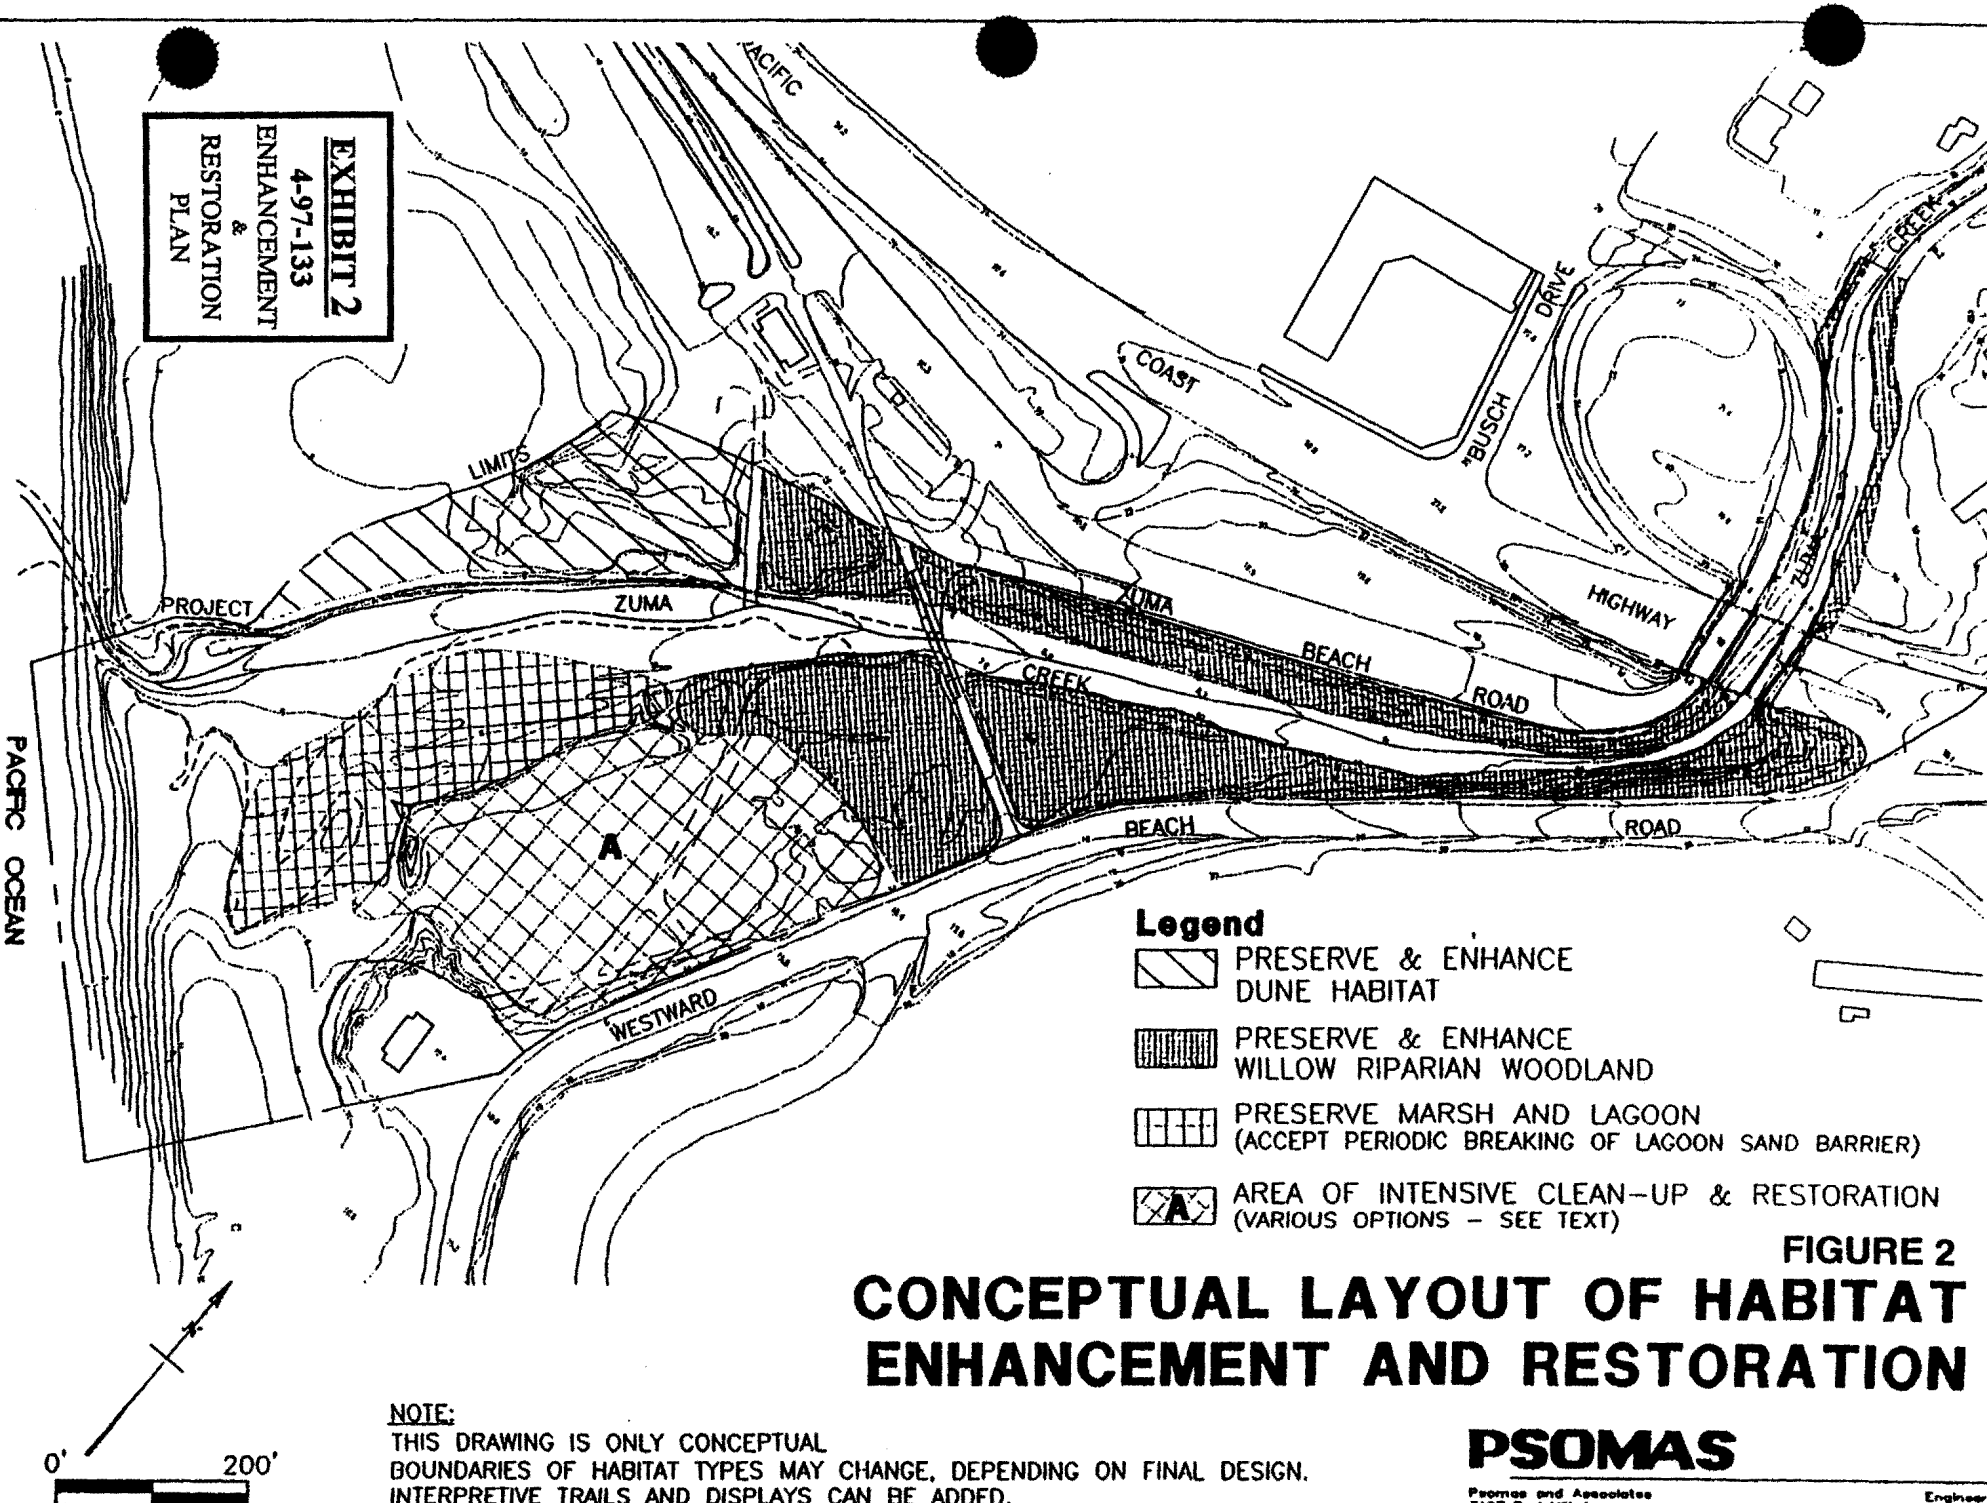 EXHIBIT 2
4-97-133
ENHANCEMENT
&
RESTORATION
PLAN
ACIFIC
COAST
HIGHWAY
BUSCH DRIVE
CREEK
ZUMA
LIMITS
PROJECT
ZUMA
CREEK
ZUMA
BEACH
ROAD
WESTWARD
BEACH
ROAD
A
PACIFIC OCEAN
Legend
PRESERVE & ENHANCE
DUNE HABITAT
PRESERVE & ENHANCE
WILLOW RIPARIAN WOODLAND
PRESERVE MARSH AND LAGOON
(ACCEPT PERIODIC BREAKING OF LAGOON SAND BARRIER)
A
AREA OF INTENSIVE CLEAN-UP & RESTORATION
(VARIOUS OPTIONS - SEE TEXT)
FIGURE 2
CONCEPTUAL LAYOUT OF HABITAT
ENHANCEMENT AND RESTORATION
N
0' 200'
NOTE:
THIS DRAWING IS ONLY CONCEPTUAL
BOUNDARIES OF HABITAT TYPES MAY CHANGE, DEPENDING ON FINAL DESIGN.
INTERPRETIVE TRAILS AND DISPLAYS CAN BE ADDED.
PSOMAS
Psomas and Associates
Engineer